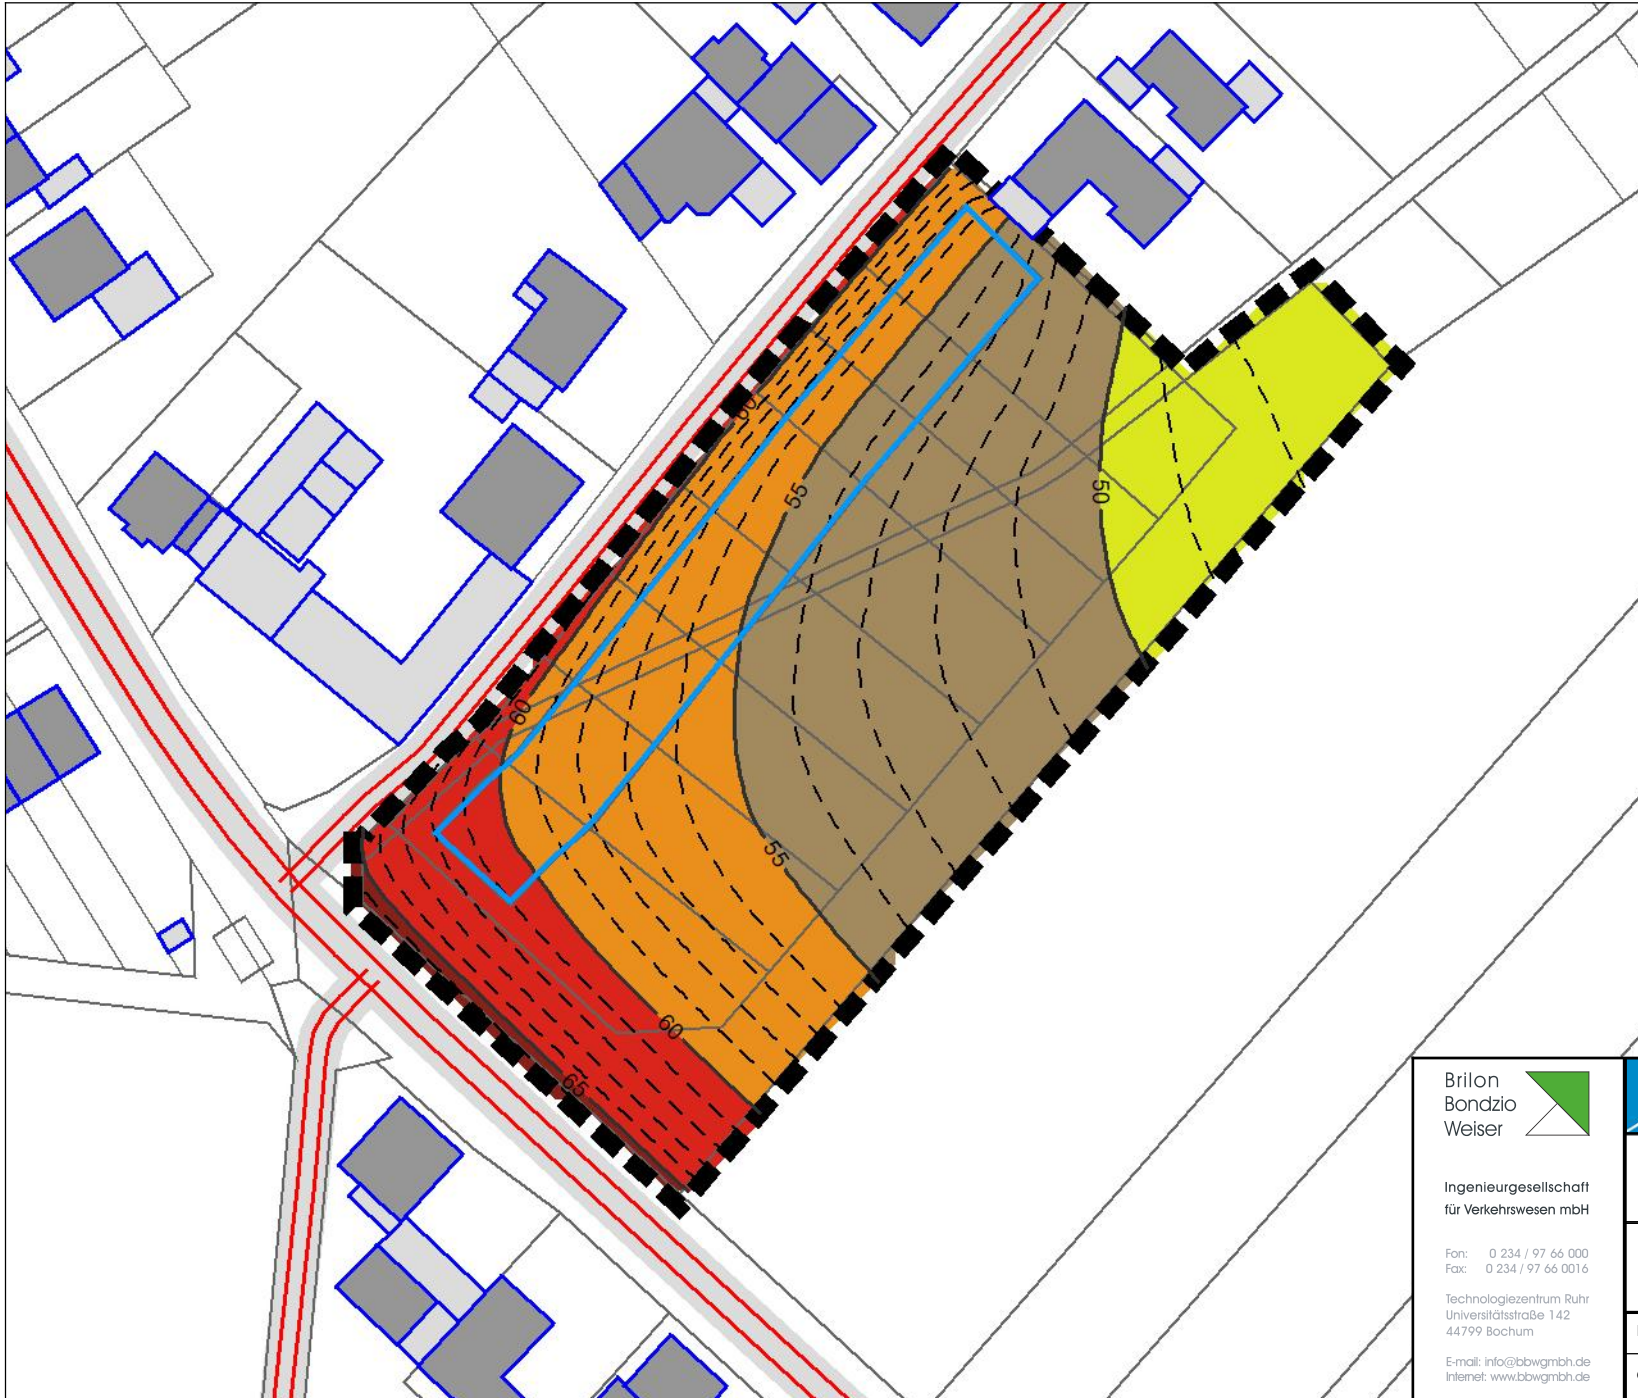 60
55
50
60
55
60
65
Brilon
Bondzio
Weiser
Ingenieurgesellschaft
für Verkehrswesen mbH
Fon: 0 234 / 97 66 000
Fax: 0 234 / 97 66 0016
Technologiezentrum Ruhr
Universitätsstraße 142
44799 Bochum
E-mail: info@bbwgmbh.de
Internet: www.bbwgmbh.de